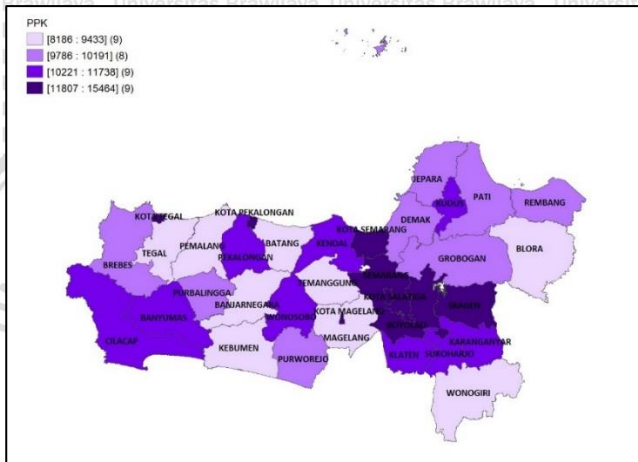 PPK
[8186 : 9433] (9)
[9786 : 10191] (8)
[10221 : 11738] (9)
[11807 : 15464] (9)
JEPARA
PATI
KUDUS
REMBANG
KOTA TEGAL
KOTA PEKALONGAN
KOTA SEMARANG
DEMAK
TEGAL
PEMALANG
BATANG
KENDAL
BLORA
PEKALONGAN
GROBOGAN
BREBES
TEMANGGUNG
SEMARANG
PURBALINGGA
BANJARNEGARA
KOTA SALATIGA
SRAGEN
BANYUMAS
WONOSOBO
KOTA MAGELANG
BOYOLALI
CILACAP
KEBUMEN
PURWOREJO
MAGELANG
KLATEN
SUKOHARJO
KARANGANYAR
WONOGIRI